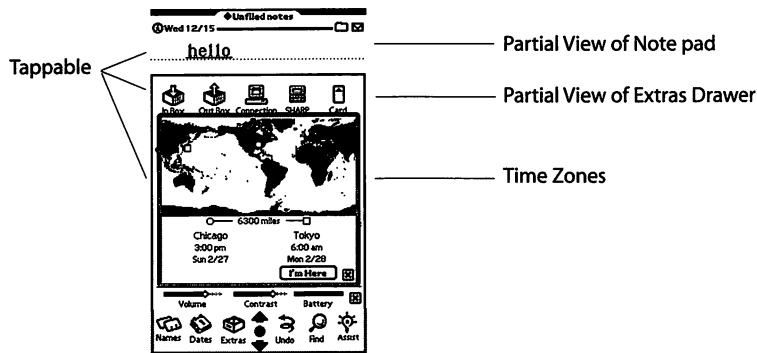 ◆Unfiled notes
Wed 12/15
hello
Partial View of Note pad
Tappable
In Box Out Box Connection SHARP Card
Partial View of Extras Drawer
Time Zones
6300 miles
Chicago Tokyo
3:00 pm 6:00 am
Sun 2/27 Mon 2/28
I'm Here
Volume Contrast Battery
Names Dates Extras Undo Find Assist